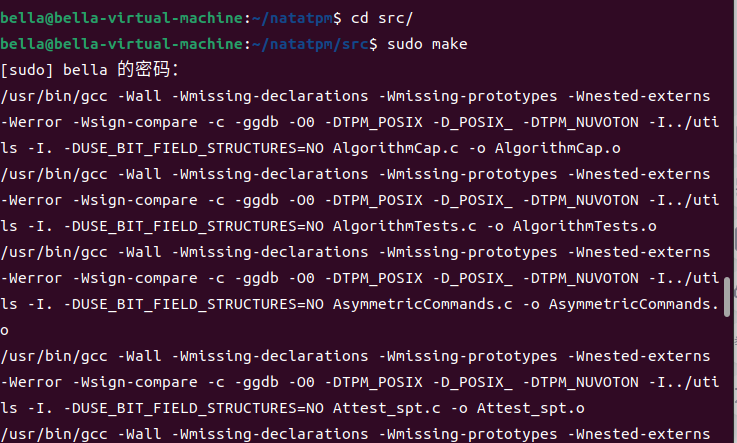 bella@bella-virtual-machine:~/natatpm$ cd src/
bella@bella-virtual-machine:~/natatpm/src$ sudo make
[sudo] bella 的密码：
/usr/bin/gcc -Wall -Wmissing-declarations -Wmissing-prototypes -Wnested-externs
-Werror -Wsign-compare -c -ggdb -O0 -DTPM_POSIX -D_POSIX_ -DTPM_NUVOTON -I../uti
ls -I. -DUSE_BIT_FIELD_STRUCTURES=NO AlgorithmCap.c -o AlgorithmCap.o
/usr/bin/gcc -Wall -Wmissing-declarations -Wmissing-prototypes -Wnested-externs
-Werror -Wsign-compare -c -ggdb -O0 -DTPM_POSIX -D_POSIX_ -DTPM_NUVOTON -I../uti
ls -I. -DUSE_BIT_FIELD_STRUCTURES=NO AlgorithmTests.c -o AlgorithmTests.o
/usr/bin/gcc -Wall -Wmissing-declarations -Wmissing-prototypes -Wnested-externs
-Werror -Wsign-compare -c -ggdb -O0 -DTPM_POSIX -D_POSIX_ -DTPM_NUVOTON -I../uti
ls -I. -DUSE_BIT_FIELD_STRUCTURES=NO AsymmetricCommands.c -o AsymmetricCommands.
o
/usr/bin/gcc -Wall -Wmissing-declarations -Wmissing-prototypes -Wnested-externs
-Werror -Wsign-compare -c -ggdb -O0 -DTPM_POSIX -D_POSIX_ -DTPM_NUVOTON -I../uti
ls -I. -DUSE_BIT_FIELD_STRUCTURES=NO Attest_spt.c -o Attest_spt.o
/usr/bin/gcc -Wall -Wmissing-declarations -Wmissing-prototypes -Wnested-externs